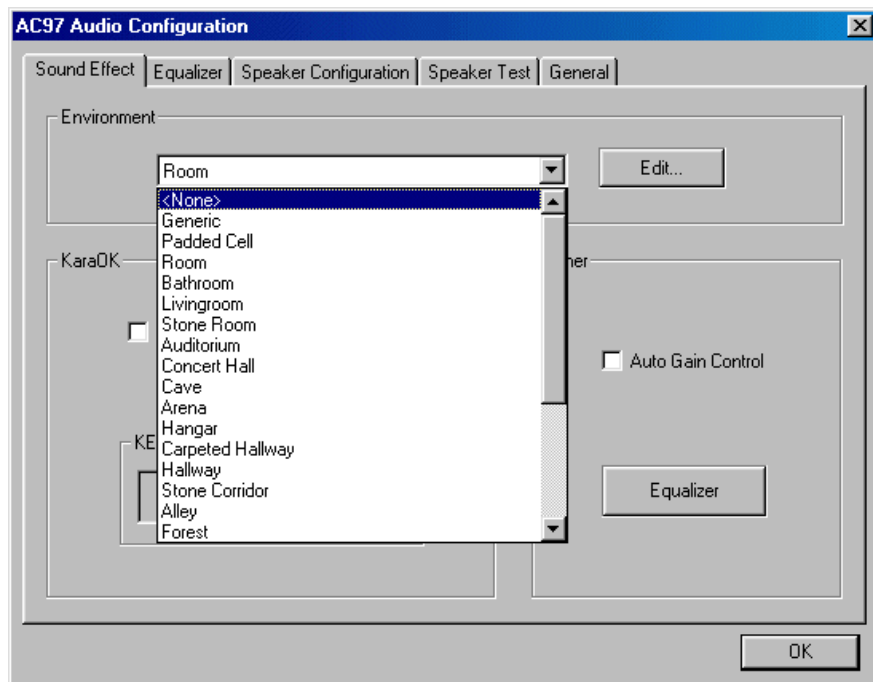 AC97 Audio Configuration
Sound Effect Equalizer Speaker Configuration Speaker Test General
Environment
Room
Edit...
<None>
Generic
Padded Cell
KaraOK
Room
her
Bathroom
Livingroom
Stone Room
Auditorium
Concert Hall
Auto Gain Control
Cave
Arena
Hangar
KE
Carpeted Hallway
Hallway
Stone Corridor
Equalizer
Alley
Forest
OK